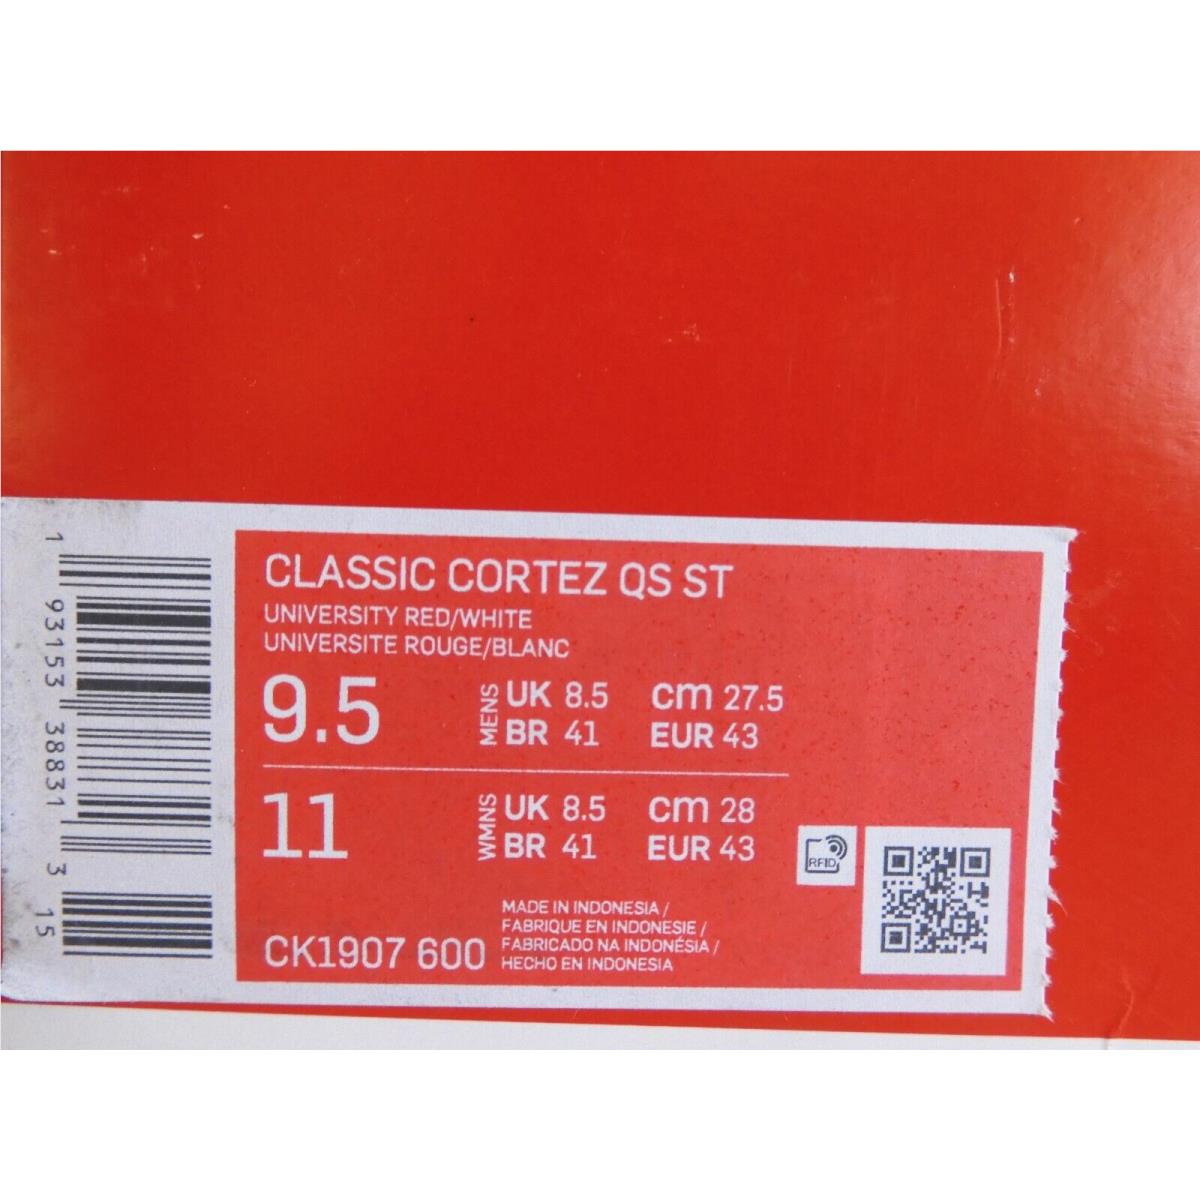 CLASSIC CORTEZ QS ST
UNIVERSITY RED/WHITE
UNIVERSITE ROUGE/BLANC
9.5
MENS
UK 8.5 cm 27.5
BR 41 EUR 43
11
WMNS
UK 8.5 cm 28
BR 41 EUR 43
RFID
CK1907 600
MADE IN INDONESIA /
FABRIQUE EN INDONESIE /
FABRICADO NA INDONÉSIA /
HECHO EN INDONESIA
1 93153 38831 3 15